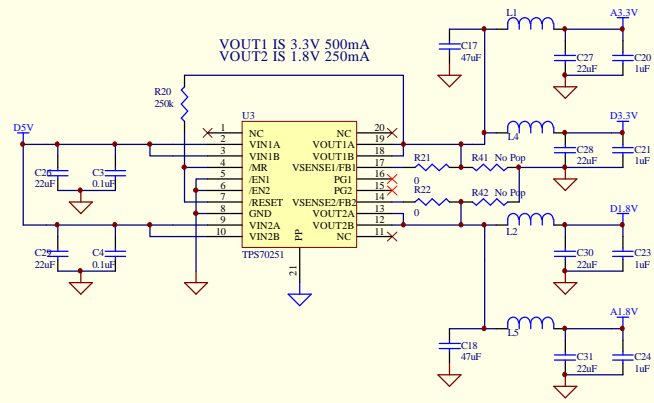 L1
A3.3V
VOUT1 IS 3.3V 500mA
VOUT2 IS 1.8V 250mA
C17
47uF
C27
22uF
C20
1uF
R20
250k
U3
D5V
1 NC NC 20
2 VIN1A VOUT1A 19
3 VIN1B VOUT1B 18
4 /MR VSENSE1/FB1 17
5 /EN1 PG1 16
6 /EN2 PG2 15
7 /RESET VSENSE2/FB2 14
8 GND VOUT2A 13
9 VIN2A VOUT2B 12
10 VIN2B NC 11
PP
21
TPS70251
L4
D3.3V
C28
22uF
C21
1uF
R21
0
R41 No Pop
R22
0
R42 No Pop
C26
22uF
C3
0.1uF
C29
22uF
C4
0.1uF
L2
D1.8V
C30
22uF
C23
1uF
L5
A1.8V
C18
47uF
C31
22uF
C24
1uF